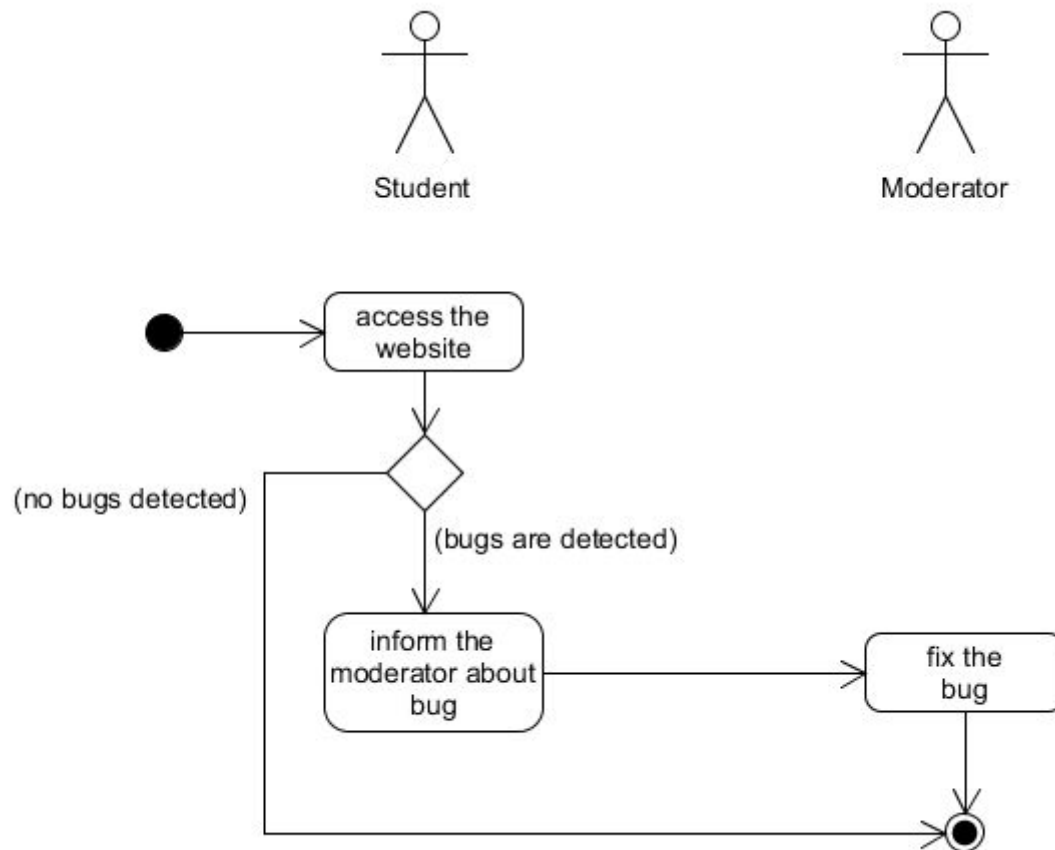 Student
Moderator
access the
website
(no bugs detected)
(bugs are detected)
inform the
moderator about
bug
fix the
bug